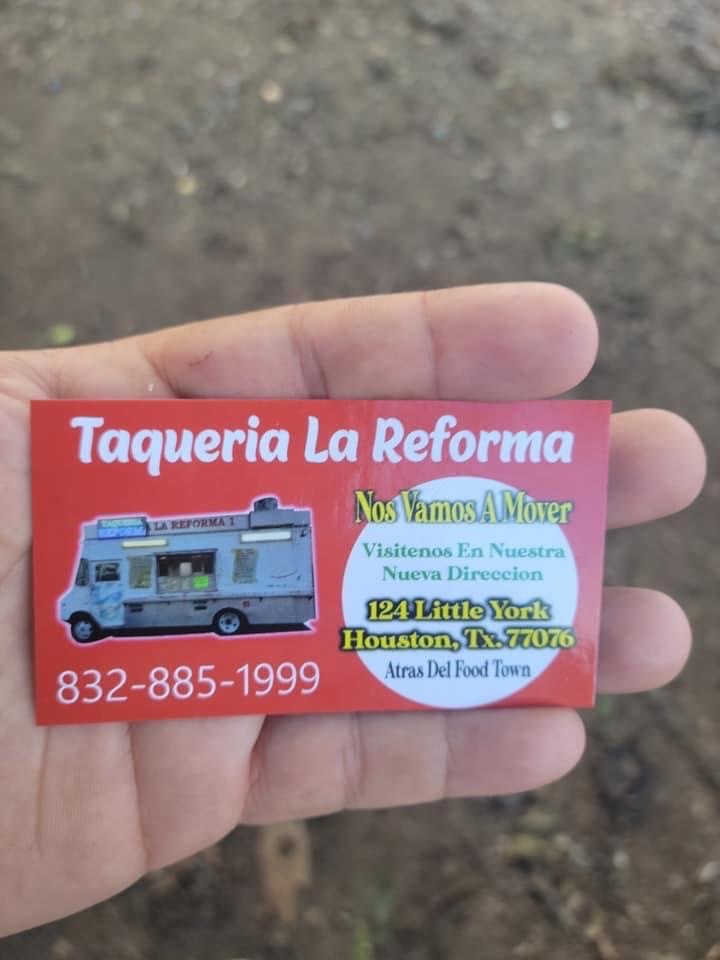 Taqueria La Reforma
TAQUERIA
REFORMA
LA REFORMA 1
832-885-1999
Nos Vamos A Mover
Visitenos En Nuestra
Nueva Direccion
124 Little York
Houston, Tx. 77076
Atras Del Food Town